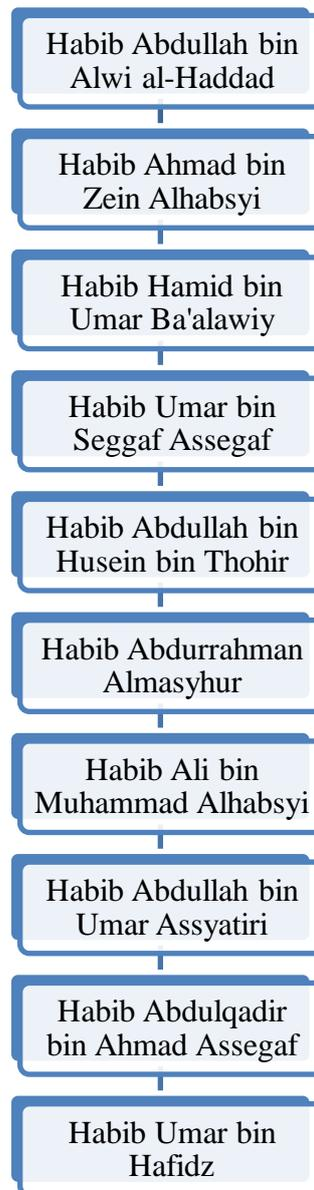 Habib Abdullah bin
Alwi al-Haddad
Habib Ahmad bin
Zein Alhabsyi
Habib Hamid bin
Umar Ba'alawiy
Habib Umar bin
Seggaf Assegaf
Habib Abdullah bin
Husein bin Thohir
Habib Abdurrahman
Almasyhur
Habib Ali bin
Muhammad Alhabsyi
Habib Abdullah bin
Umar Assyatiri
Habib Abdulqadir
bin Ahmad Assegaf
Habib Umar bin
Hafidz